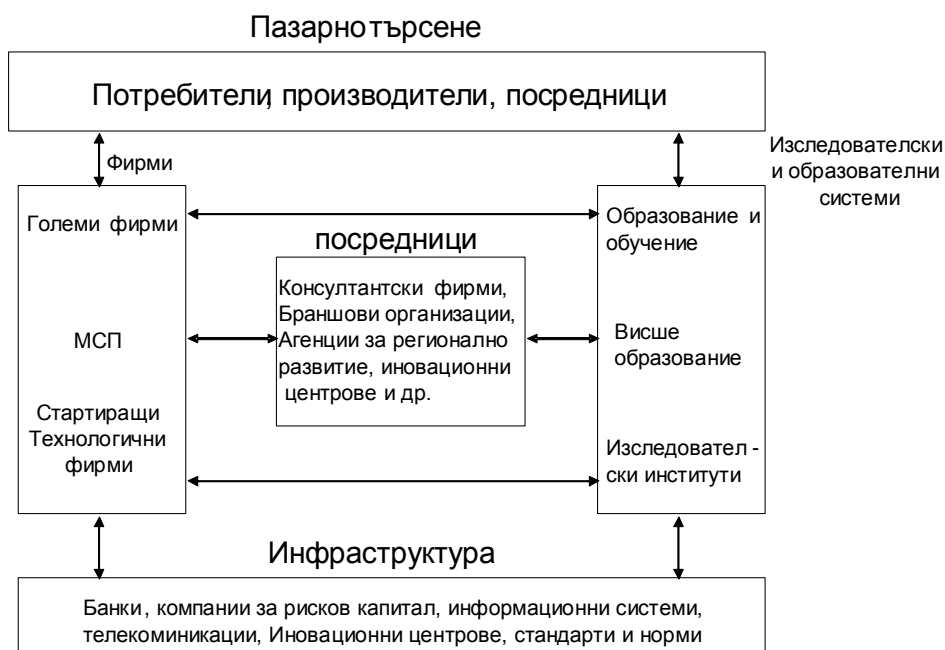 Пазарнотърсене
Потребители, производители, посредници
Фирми
Изследователски
и образователни
системи
Големи фирми
МСП
Стартиращи
Технологични
фирми
посредници
Консултантски фирми,
Браншови организации,
Агенции за регионално
развитие, иновационни
центрове и др.
Образование и
обучение
Висше
образование
Изследовател -
ски институти
Инфраструктура
Банки, компании за рисков капитал, информационни системи,
телекоминикации, Иновационни центрове, стандарти и норми